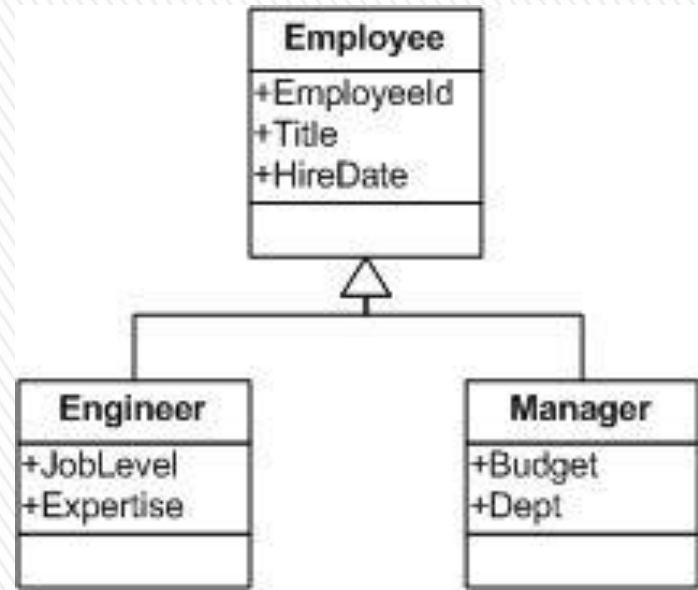 Employee
+EmployeeId
+Title
+HireDate
Engineer
+JobLevel
+Expertise
Manager
+Budget
+Dept